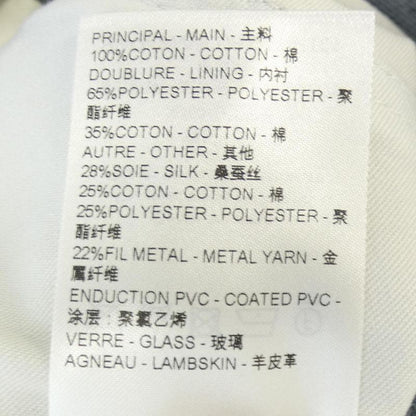 PRINCIPAL - MAIN - 主料
100%COTON - COTTON - 棉
DOUBLURE - LINING - 内衬
65%POLYESTER - POLYESTER - 聚
酯纤维
35%COTON - COTTON - 棉
AUTRE - OTHER - 其他
28%SOIE - SILK - 桑蚕丝
25%COTON - COTTON - 棉
25%POLYESTER - POLYESTER - 聚
酯纤维
22%FIL METAL - METAL YARN - 金
属纤维
ENDUCTION PVC - COATED PVC -
涂层：聚氯乙烯
VERRE - GLASS - 玻璃
AGNEAU - LAMBSKIN - 羊皮革